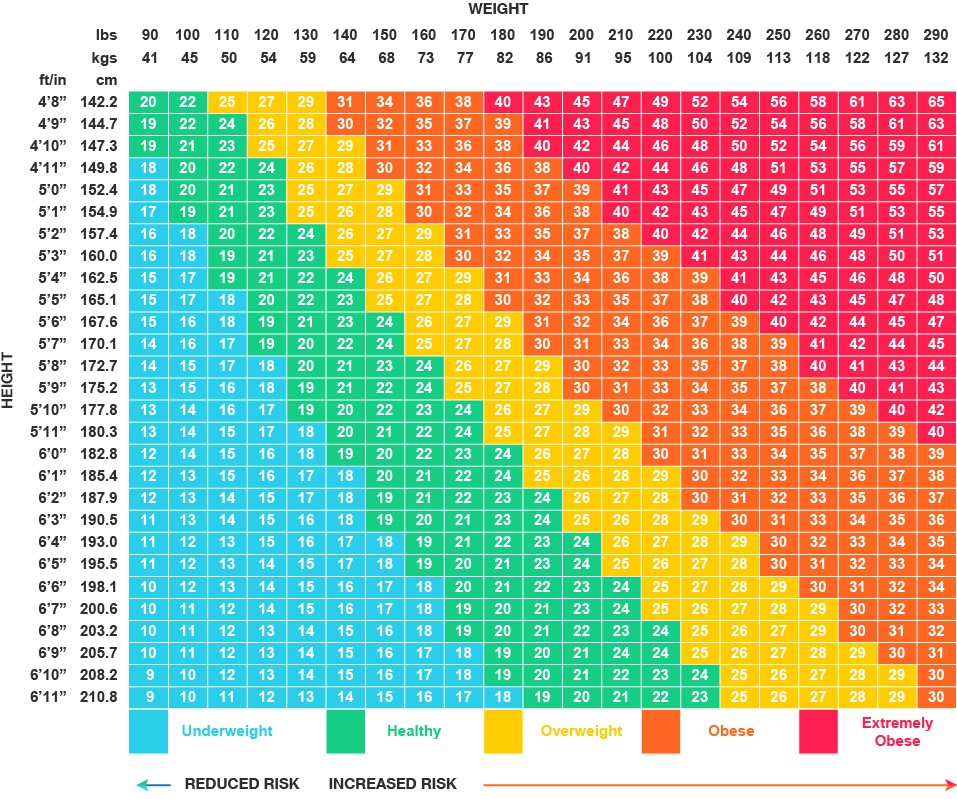 WEIGHT
lbs 90 100 110 120 130 140 150 160 170 180 190 200 210 220 230 240 250 260 270 280 290
kgs 41 45 50 54 59 64 68 73 77 82 86 91 95 100 104 109 113 118 122 127 132
ft/in cm
4’8” 142.2 20 22 25 27 29 31 34 36 38 40 43 45 47 49 52 54 56 58 61 63 65
4’9” 144.7 19 22 24 26 28 30 32 35 37 39 41 43 45 48 50 52 54 56 58 61 63
4’10” 147.3 19 21 23 25 27 29 31 33 36 38 40 42 44 46 48 50 52 54 56 59 61
4’11” 149.8 18 20 22 24 26 28 30 32 34 36 38 40 42 44 46 48 51 53 55 57 59
5’0” 152.4 18 20 21 23 25 27 29 31 33 35 37 39 41 43 45 47 49 51 53 55 57
5’1” 154.9 17 19 21 23 25 26 28 30 32 34 36 38 40 42 43 45 47 49 51 53 55
5’2” 157.4 16 18 20 22 24 26 27 29 31 33 35 37 38 40 42 44 46 48 49 51 53
5’3” 160.0 16 18 19 21 23 25 27 28 30 32 34 35 37 39 41 43 44 46 48 50 51
5’4” 162.5 15 17 19 21 22 24 26 27 29 31 33 34 36 38 39 41 43 45 46 48 50
5’5” 165.1 15 17 18 20 22 23 25 27 28 30 32 33 35 37 38 40 42 43 45 47 48
5’6” 167.6 15 16 18 19 21 23 24 26 27 29 31 32 34 36 37 39 40 42 44 45 47
5’7” 170.1 14 16 17 19 20 22 24 25 27 28 30 31 33 34 36 38 39 41 42 44 45
5’8” 172.7 14 15 17 18 20 21 23 24 26 27 29 30 32 33 35 37 38 40 41 43 44
5’9” 175.2 13 15 16 18 19 21 22 24 25 27 28 30 31 33 34 35 37 38 40 41 43
5’10” 177.8 13 14 16 17 19 20 22 23 24 26 27 29 30 32 33 34 36 37 39 40 42
5’11” 180.3 13 14 15 17 18 20 21 22 24 25 27 28 29 31 32 33 35 36 38 39 40
6’0” 182.8 12 14 15 16 18 19 20 22 23 24 26 27 28 30 31 33 34 35 37 38 39
6’1” 185.4 12 13 15 16 17 18 20 21 22 24 25 26 28 29 30 32 33 34 36 37 38
6’2” 187.9 12 13 14 15 17 18 19 21 22 23 24 26 27 28 30 31 32 33 35 36 37
6’3” 190.5 11 13 14 15 16 18 19 20 21 23 24 25 26 28 29 30 31 33 34 35 36
6’4” 193.0 11 12 13 15 16 17 18 19 21 22 23 24 26 27 28 29 30 32 33 34 35
6’5” 195.5 11 12 13 14 15 17 18 19 20 21 23 24 25 26 27 28 30 31 32 33 34
6’6” 198.1 10 12 13 14 15 16 17 18 20 21 22 23 24 25 27 28 29 30 31 32 34
6’7” 200.6 10 11 12 14 15 16 17 18 19 20 21 23 24 25 26 27 28 29 30 32 33
6’8” 203.2 10 11 12 13 14 15 16 18 19 20 21 22 23 24 25 26 27 29 30 31 32
6’9” 205.7 10 11 12 13 14 15 16 17 18 19 20 21 24 24 25 26 27 28 29 30 31
6’10” 208.2 9 10 12 13 14 15 16 17 18 19 20 21 22 23 24 25 26 27 28 29 30
6’11” 210.8 9 10 11 12 13 14 15 16 17 18 19 20 21 22 23 25 26 27 28 29 30
HEIGHT
Underweight Healthy Overweight Obese Extremely
Obese
REDUCED RISK INCREASED RISK